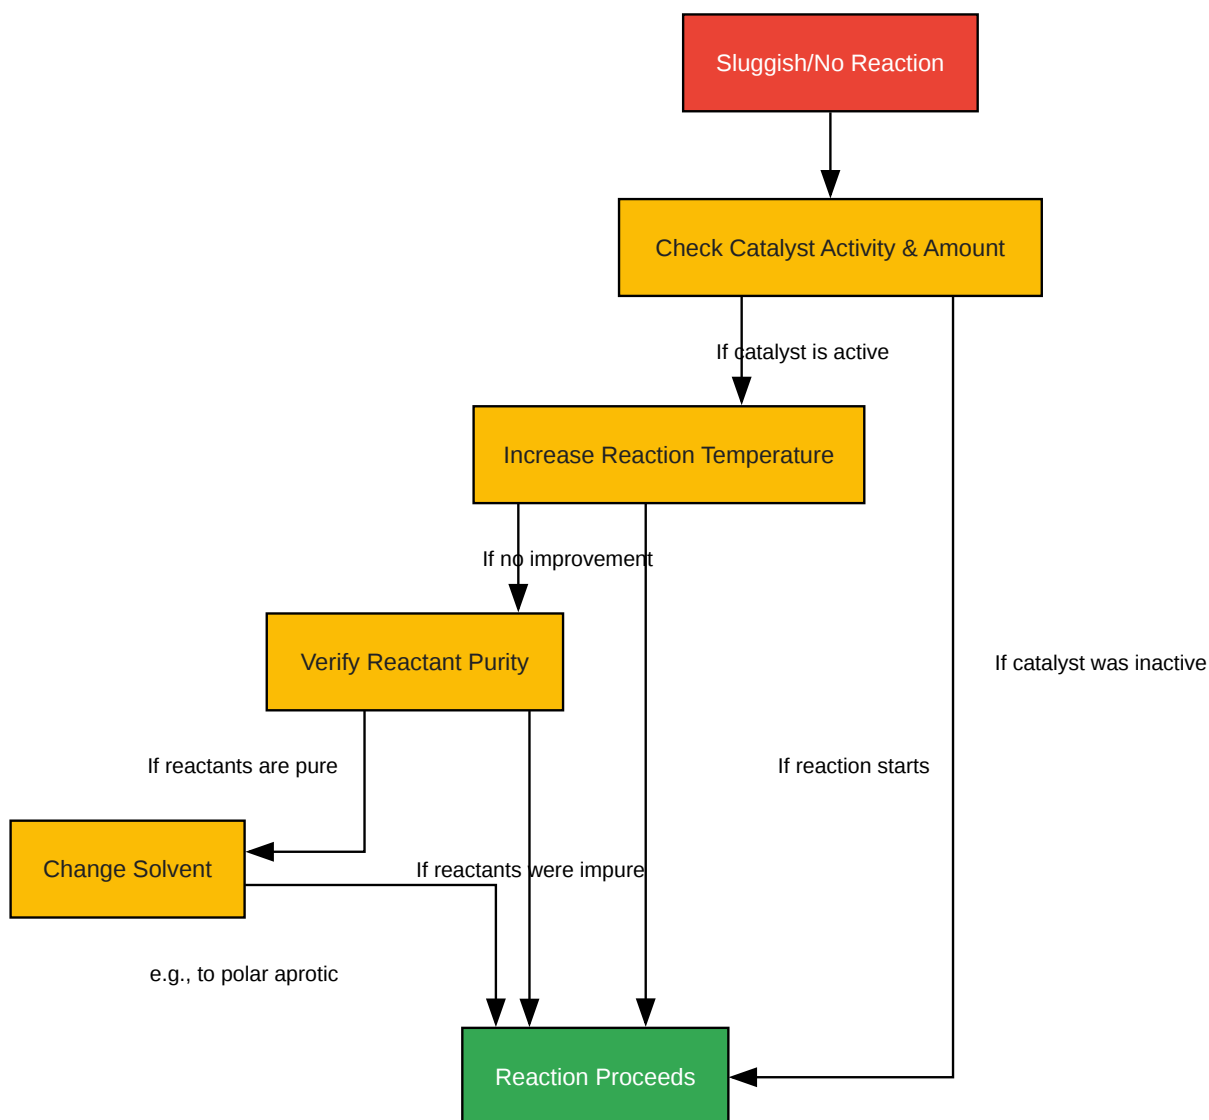 Sluggish/No Reaction
Check Catalyst Activity & Amount
If catalyst is active
Increase Reaction Temperature
If no improvement
Verify Reactant Purity
If catalyst was inactive
If reactants are pure
If reaction starts
Change Solvent
If reactants were impure
e.g., to polar aprotic
Reaction Proceeds